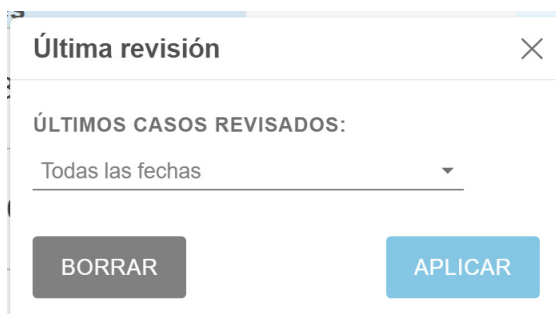 Última revisión
ÚLTIMOS CASOS REVISADOS:
Todas las fechas
BORRAR
APLICAR